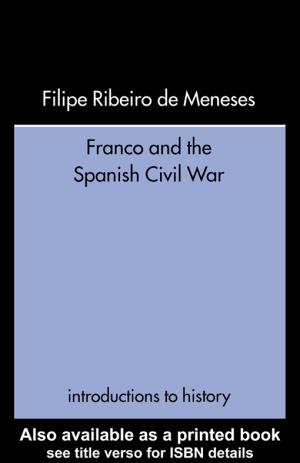 Filipe Ribeiro de Meneses
Franco and the
Spanish Civil War
introductions to history
Also available as a printed book
see title verso for ISBN details